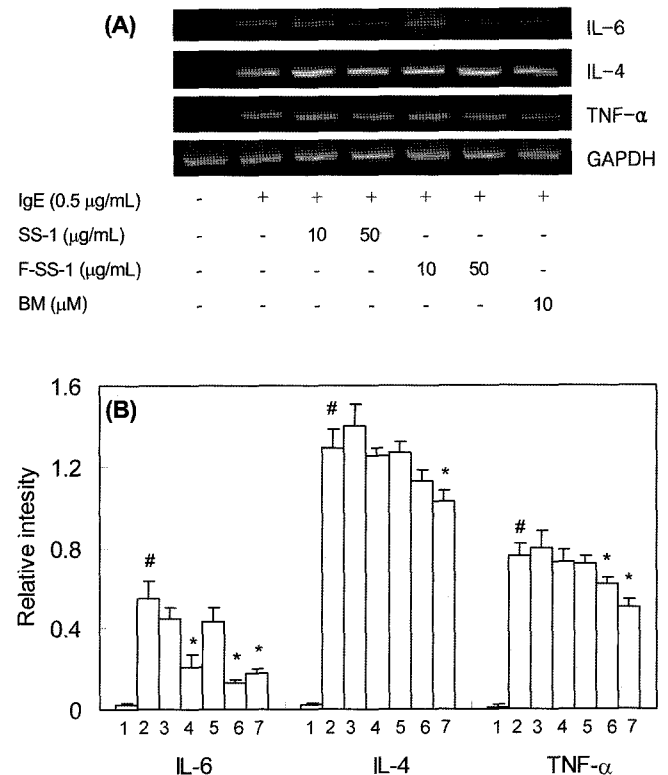 (A)
IL-6
IL-4
TNF-α
GAPDH
IgE (0.5 μg/mL) - + + + + + +
SS-1 (μg/mL) - - 10 50 - - -
F-SS-1 (μg/mL) - - - - 10 50 -
BM (μM) - - - - - - 10
(B)
1.6
1.2
0.8
0.4
0
Relative intesity
# * * *
# *
# * *
1 2 3 4 5 6 7 1 2 3 4 5 6 7 1 2 3 4 5 6 7
IL-6 IL-4 TNF-α